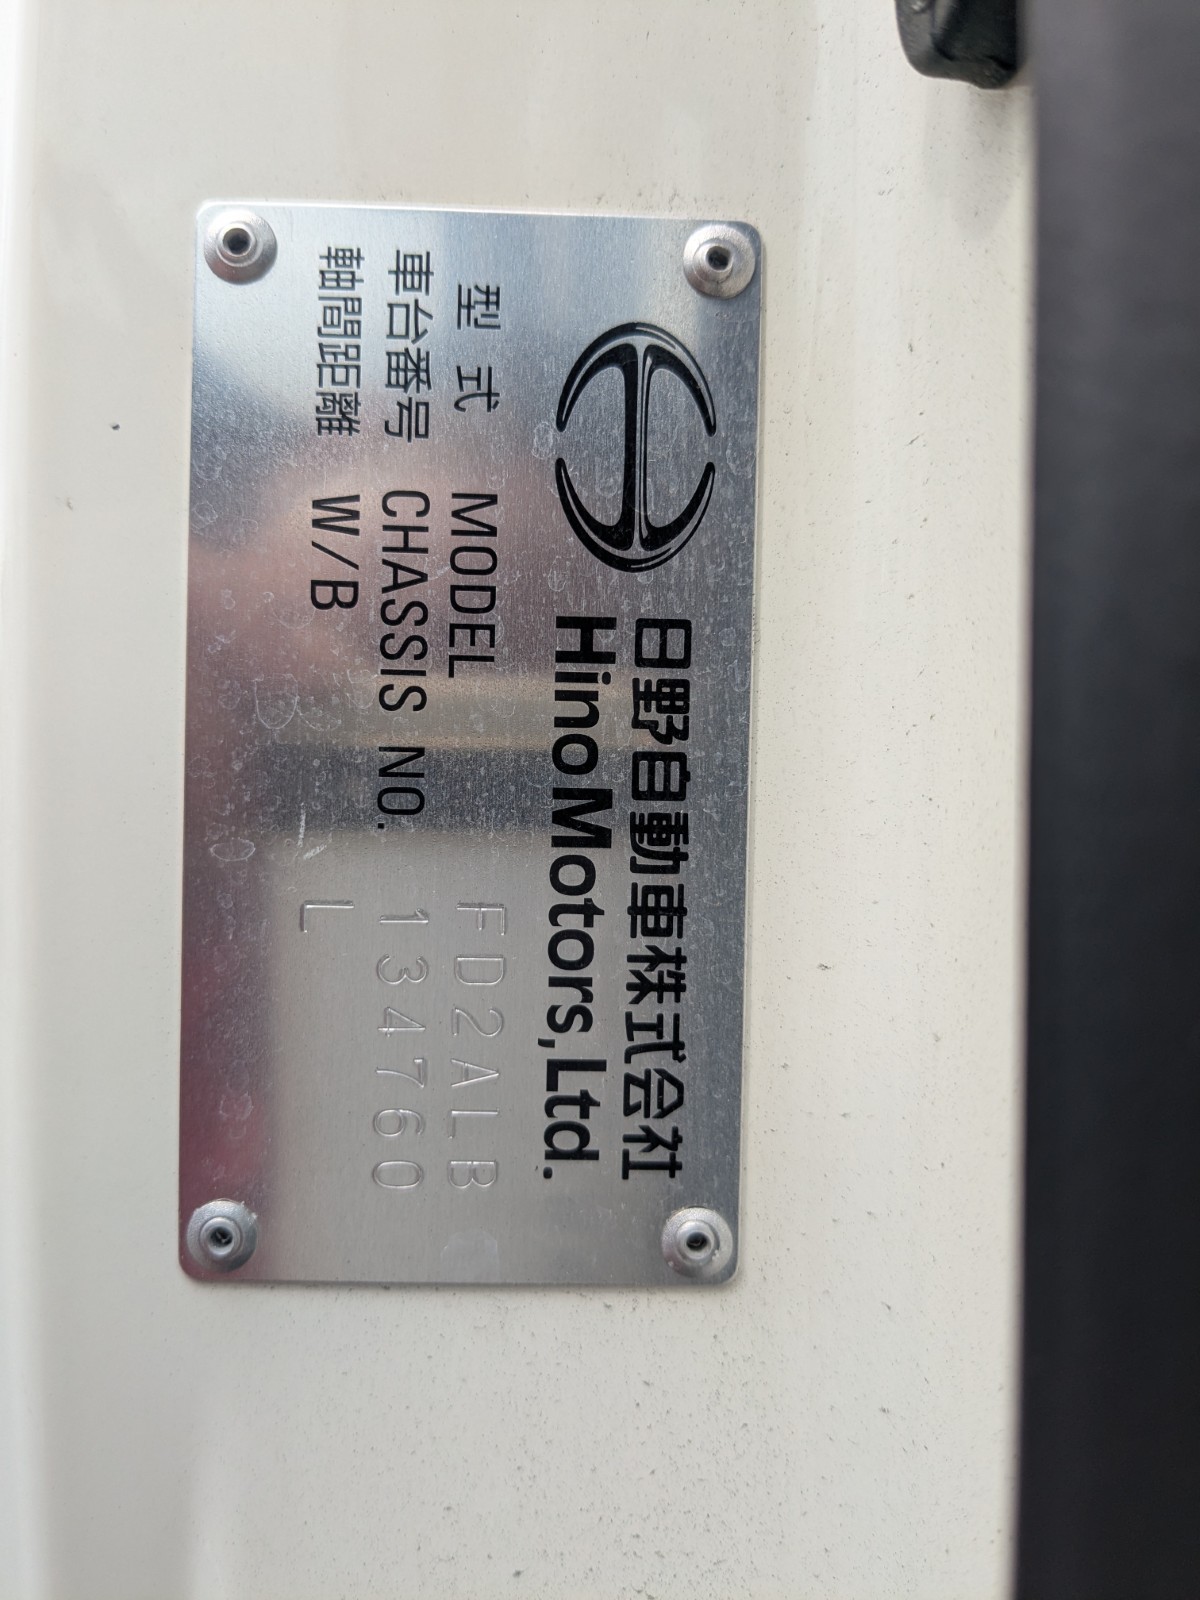 日野自動車株式会社
Hino Motors, Ltd.
型式 MODEL FD2ALB
車台番号 CHASSIS NO. 134760
軸間距離 W/B L